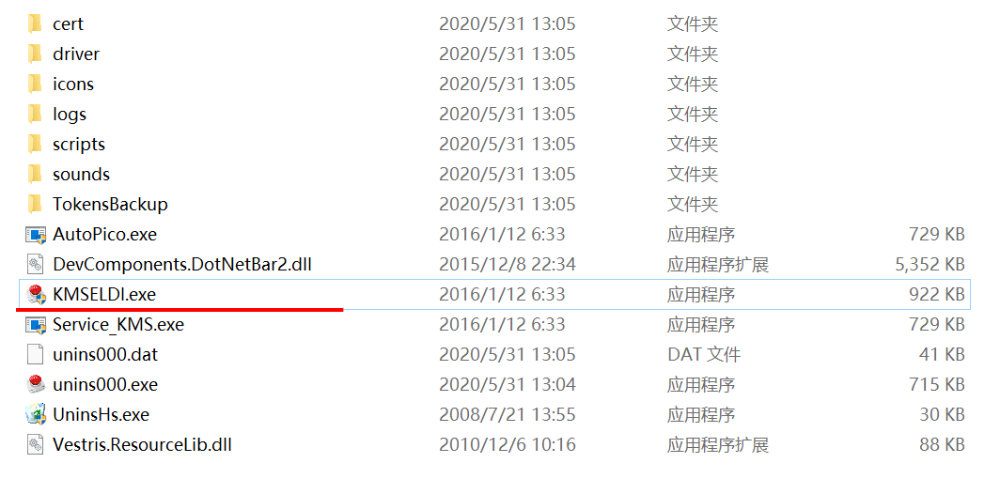 cert 2020/5/31 13:05 文件夹
driver 2020/5/31 13:05 文件夹
icons 2020/5/31 13:05 文件夹
logs 2020/5/31 13:05 文件夹
scripts 2020/5/31 13:05 文件夹
sounds 2020/5/31 13:05 文件夹
TokensBackup 2020/5/31 13:05 文件夹
AutoPico.exe 2016/1/12 6:33 应用程序 729 KB
DevComponents.DotNetBar2.dll 2015/12/8 22:34 应用程序扩展 5,352 KB
KMSELDI.exe 2016/1/12 6:33 应用程序 922 KB
Service_KMS.exe 2016/1/12 6:33 应用程序 729 KB
unins000.dat 2020/5/31 13:05 DAT 文件 41 KB
unins000.exe 2020/5/31 13:04 应用程序 715 KB
UninsHs.exe 2008/7/21 13:55 应用程序 30 KB
Vestris.ResourceLib.dll 2010/12/6 10:16 应用程序扩展 88 KB